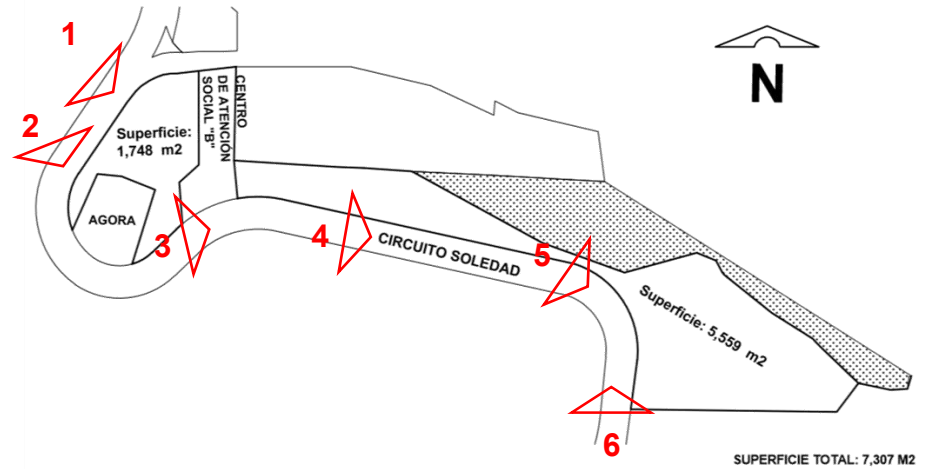 1
2
Superficie:
1,748 m2
CENTRO
DE ATENCIÓN
SOCIAL "B"
N
AGORA
3
4
CIRCUITO SOLEDAD
5
Superficie: 5,559 m2
6
SUPERFICIE TOTAL: 7,307 M2